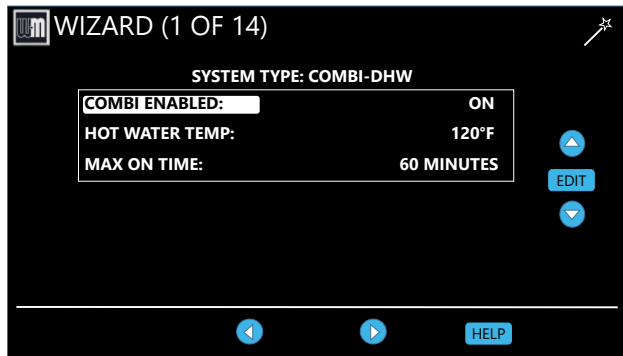 wm WIZARD (1 OF 14)
SYSTEM TYPE: COMBI-DHW
COMBI ENABLED: ON
HOT WATER TEMP: 120°F
MAX ON TIME: 60 MINUTES
EDIT
HELP